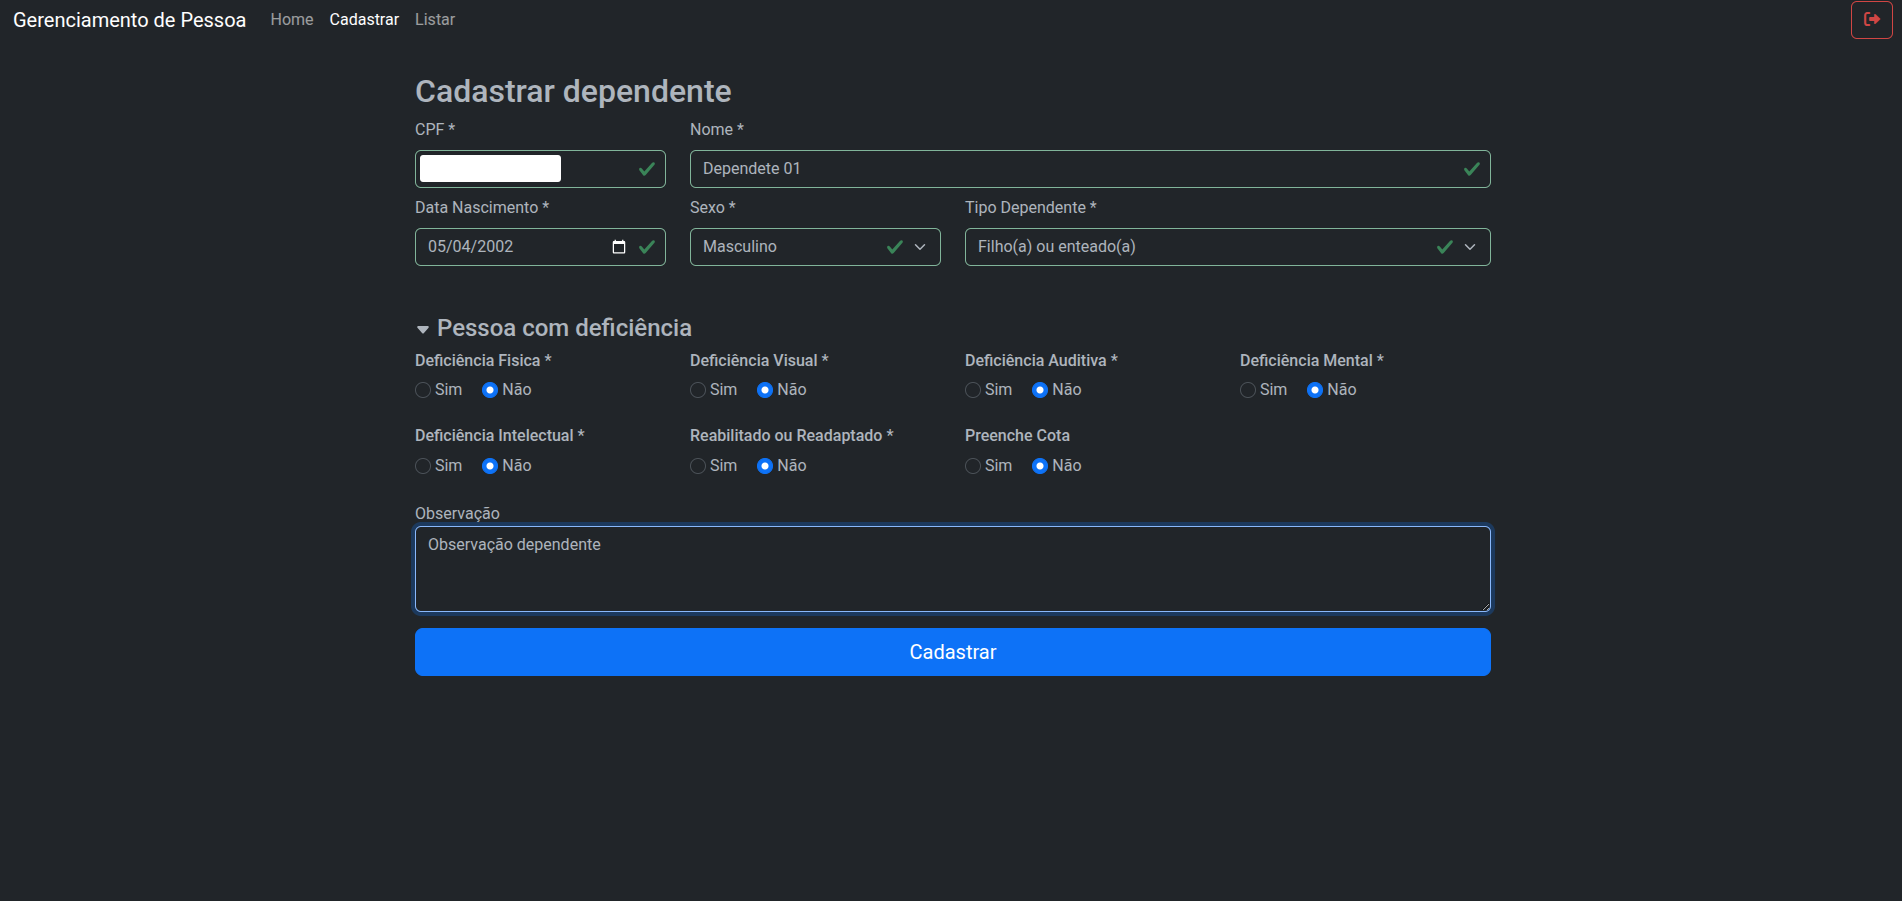 Gerenciamento de Pessoa Home Cadastrar Listar
Cadastrar dependente
CPF * Nome *
Dependete 01
Data Nascimento * Sexo * Tipo Dependente *
05/04/2002 Masculino Filho(a) ou enteado(a)
Pessoa com deficiência
Deficiência Fisica * Deficiência Visual * Deficiência Auditiva * Deficiência Mental *
Sim Não Sim Não Sim Não Sim Não
Deficiência Intelectual * Reabilitado ou Readaptado * Preenche Cota
Sim Não Sim Não Sim Não
Observação
Observação dependente
Cadastrar